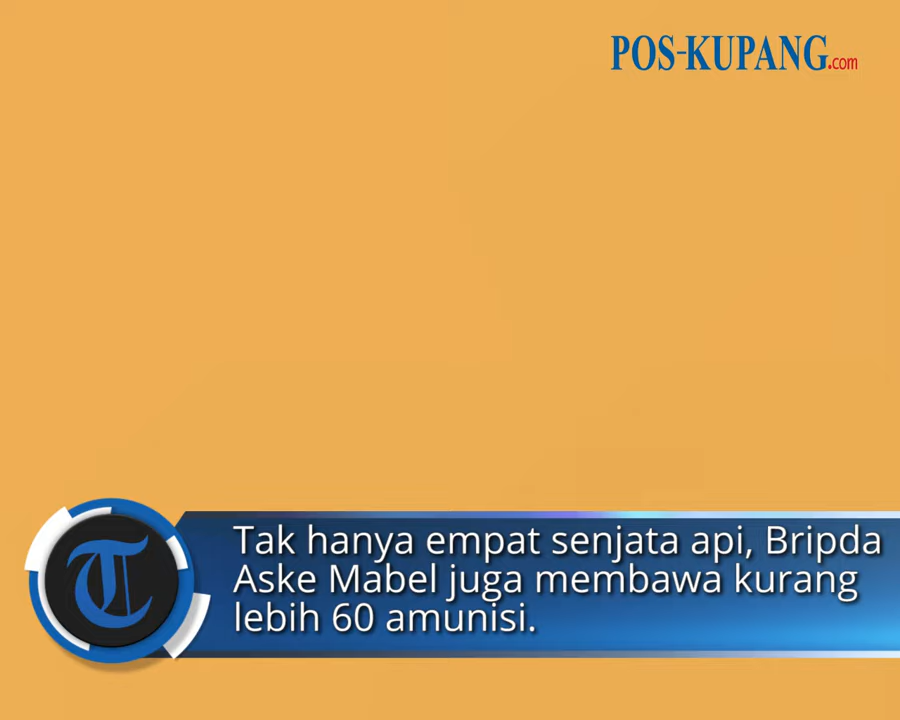 POS-KUPANG.com
Tak hanya empat senjata api, Bripda
Aske Mabel juga membawa kurang
lebih 60 amunisi.
T